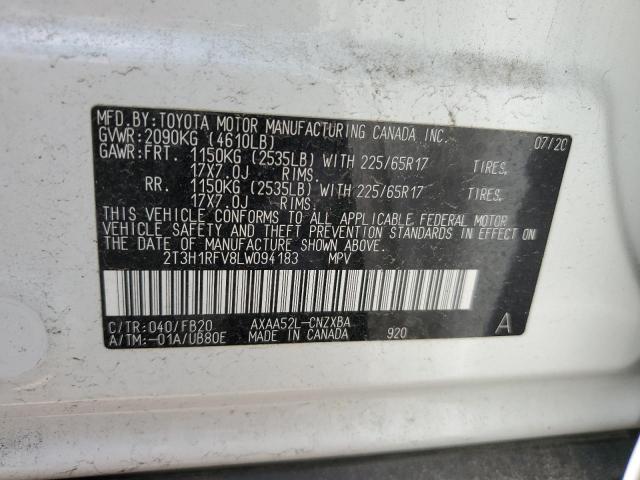 MFD.BY:TOYOTA MOTOR MANUFACTURING CANADA INC. 07/20
GVWR:2090KG (4610LB)
GAWR:FRT. 1150KG (2535LB) WITH 225/65R17 TIRES,
17X7.0J RIMS.
RR. 1150KG (2535LB) WITH 225/65R17 TIRES,
17X7.0J RIMS.
THIS VEHICLE CONFORMS TO ALL APPLICABLE FEDERAL MOTOR
VEHICLE SAFETY AND THEFT PREVENTION STANDARDS IN EFFECT ON
THE DATE OF MANUFACTURE SHOWN ABOVE.
2T3H1RFV8LW094183 MPV
C/TR:040/FB20 AXAA52L-CNZXBA A
A/TM:-01A/UB80E MADE IN CANADA 920